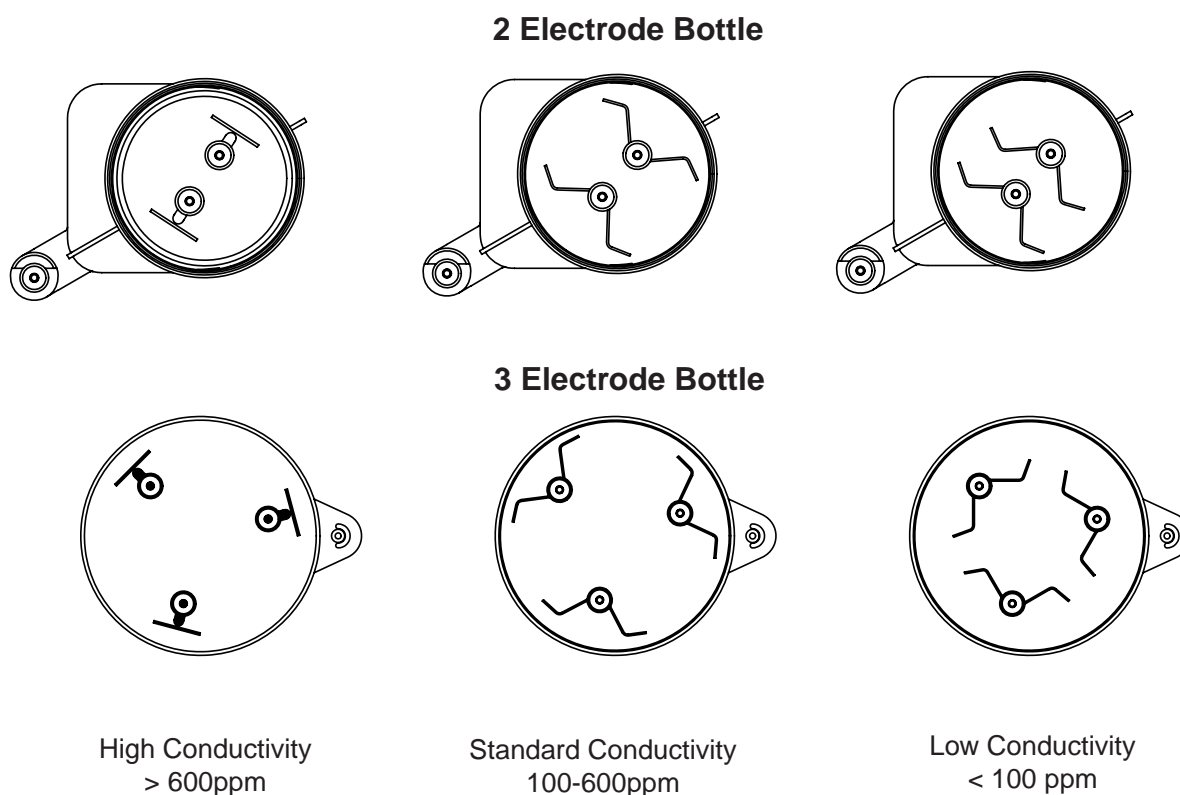 2 Electrode Bottle
3 Electrode Bottle
High Conductivity
> 600ppm
Standard Conductivity
100-600ppm
Low Conductivity
< 100 ppm